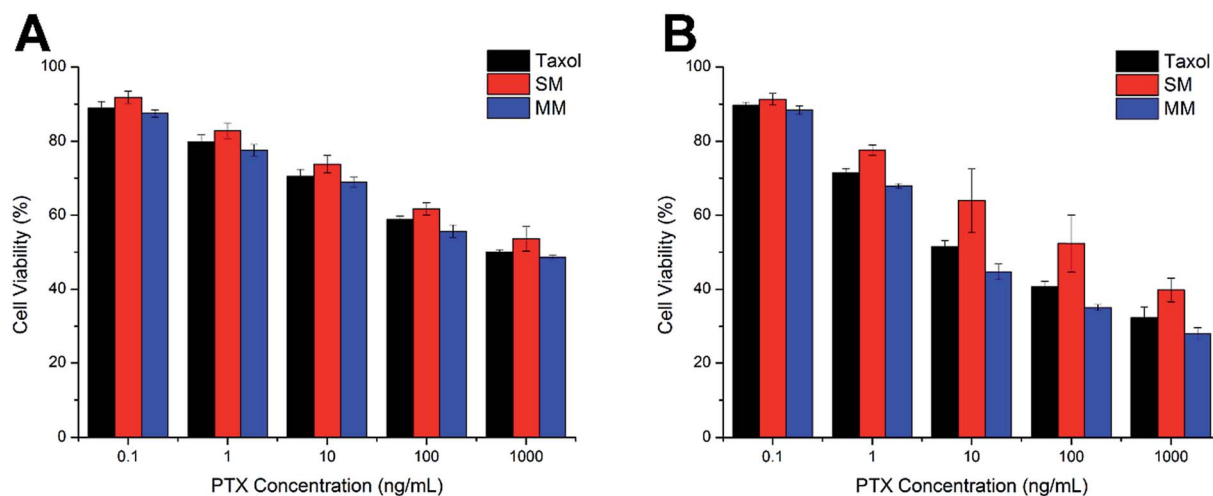 A
Taxol
SM
MM
100
80
60
40
20
0
Cell Viability (%)
0.1 1 10 100 1000
PTX Concentration (ng/mL)
B
Taxol
SM
MM
100
80
60
40
20
0
Cell Viability (%)
0.1 1 10 100 1000
PTX Concentration (ng/mL)